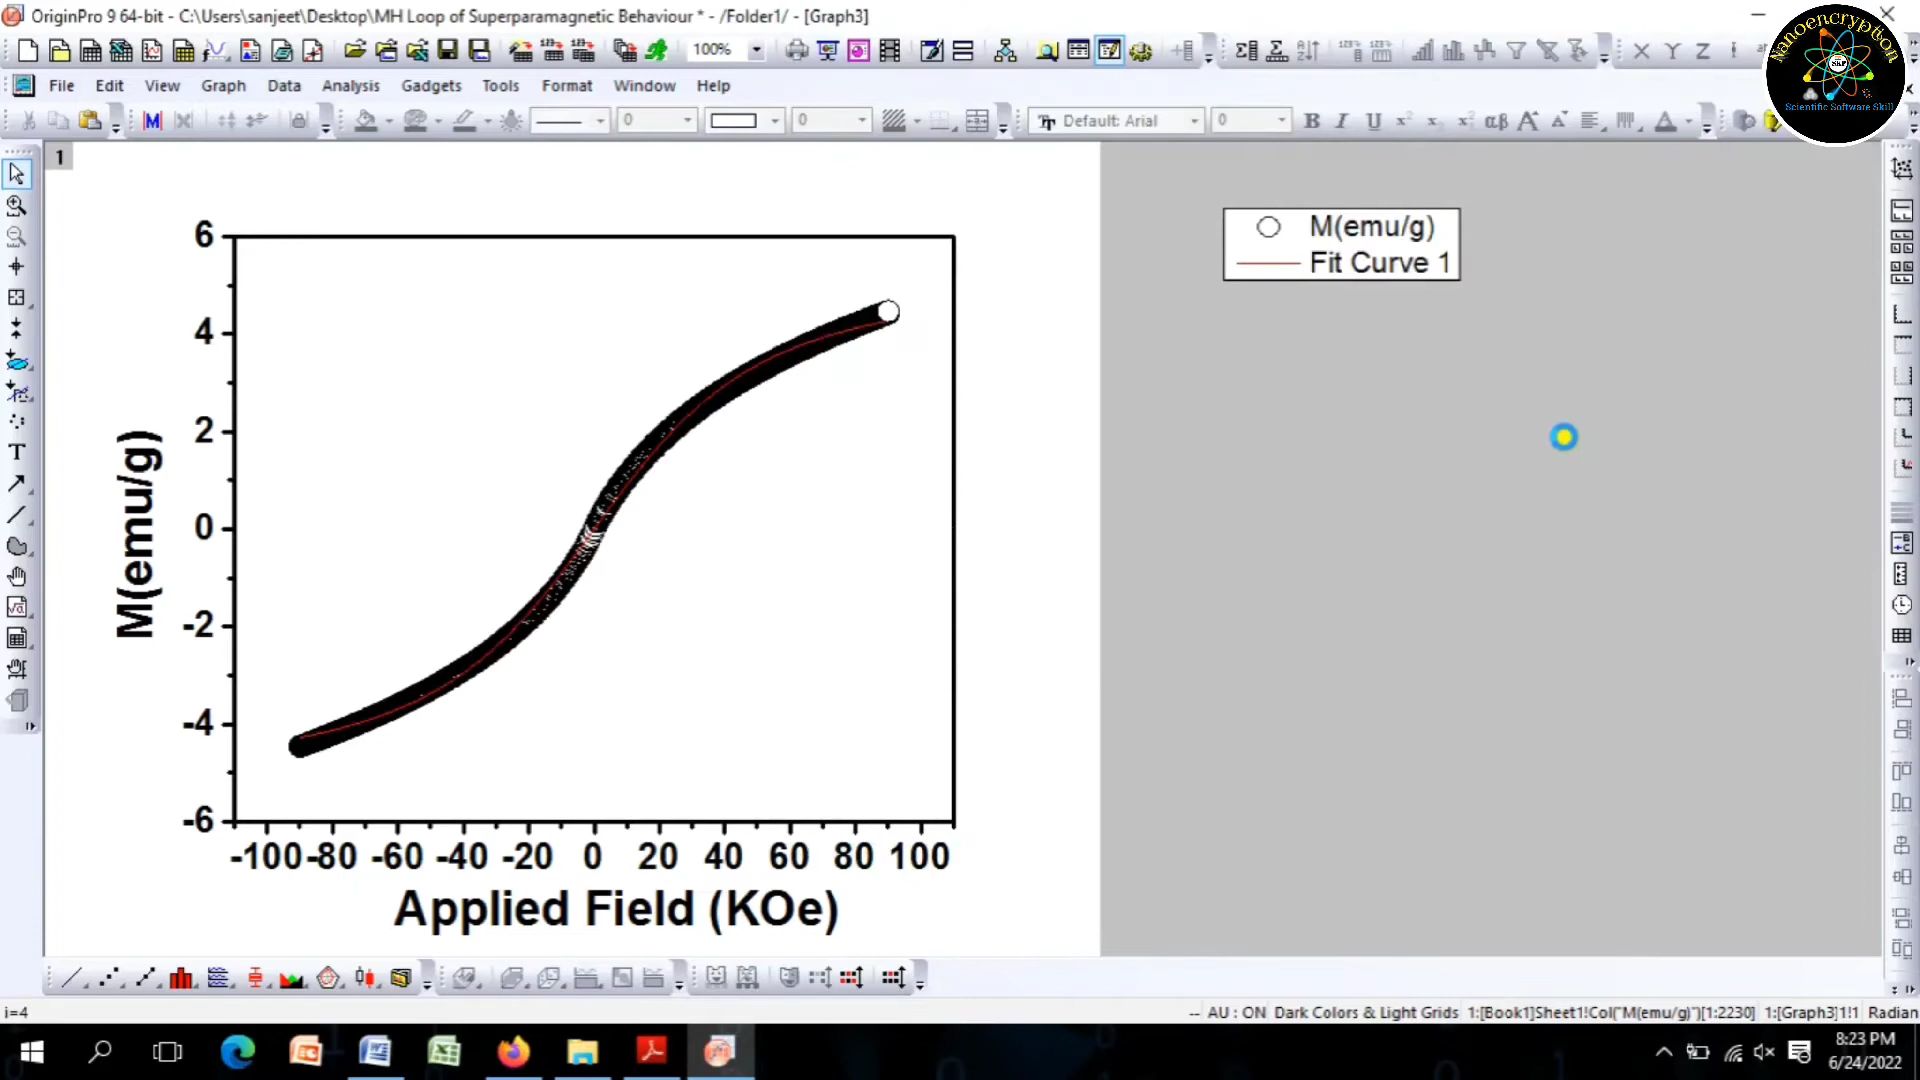 OriginPro 9 64-bit - C:\Users\sanjeet\Desktop\MH Loop of Superparamagnetic Behaviour * - /Folder1/ - [Graph3]
100%
X Y Z
File Edit View Graph Data Analysis Gadgets Tools Format Window Help
0 0 Default: Arial 0 B I U
Nanoencryption
SKP
Scientific Software Skill
1
6
4
2
0
-2
-4
-6
M(emu/g)
-100 -80 -60 -40 -20 0 20 40 60 80 100
Applied Field (KOe)
M(emu/g)
Fit Curve 1
T
i=4
-- AU : ON Dark Colors & Light Grids 1:[Book1]Sheet1!Col("M(emu/g)")[1:2230] 1:[Graph3]1!1 Radian
8:23 PM
6/24/2022